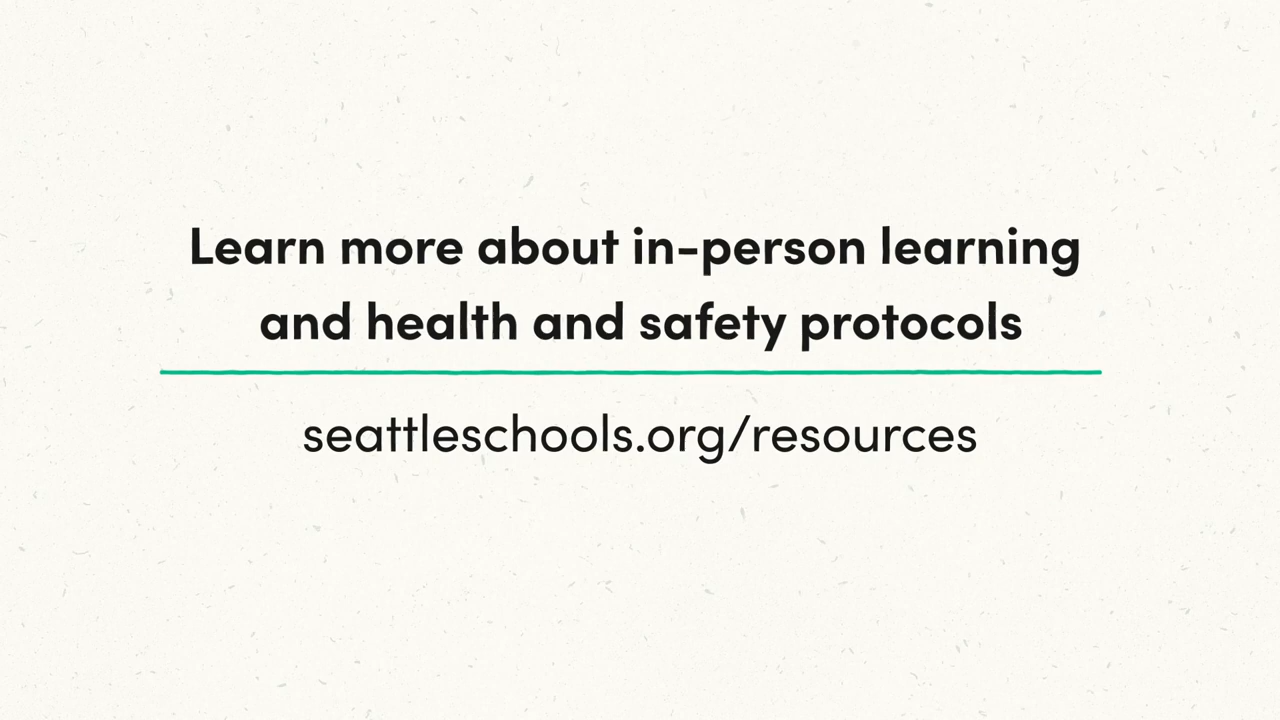 Learn more about in-person learning
and health and safety protocols
seattleschools.org/resources